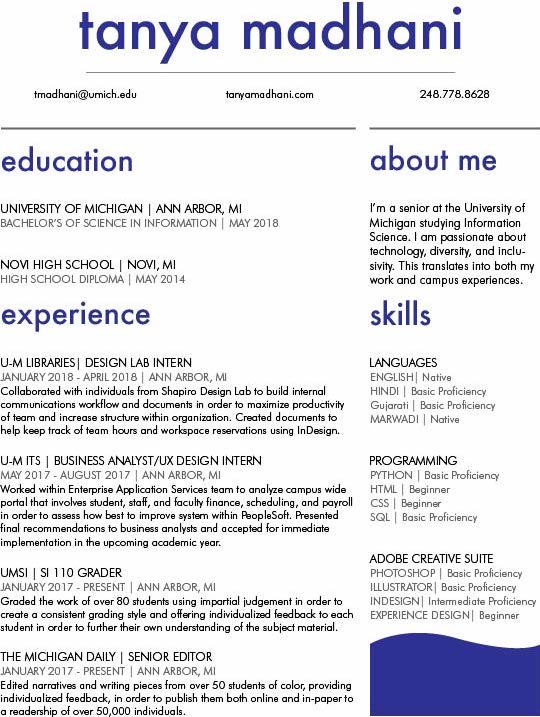 tanya madhani
tmadhani@umich.edu
tanyamadhani.com
248.778.8628
education
UNIVERSITY OF MICHIGAN | ANN ARBOR, MI
BACHELOR'S OF SCIENCE IN INFORMATION | MAY 2018
NOVI HIGH SCHOOL | NOVI, MI
HIGH SCHOOL DIPLOMA | MAY 2014
experience
U-M LIBRARIES| DESIGN LAB INTERN
JANUARY 2018 - APRIL 2018 | ANN ARBOR, MI
Collaborated with individuals from Shapiro Design Lab to build internal
communications workflow and documents in order to maximize productivity
of team and increase structure within organization. Created documents to
help keep track of team hours and workspace reservations using InDesign.
U-M ITS | BUSINESS ANALYST/UX DESIGN INTERN
MAY 2017 - AUGUST 2017 | ANN ARBOR, MI
Worked within Enterprise Application Services team to analyze campus wide
portal that involves student, staff, and faculty finance, scheduling, and payroll
in order to assess how best to improve system within PeopleSoft. Presented
final recommendations to business analysts and accepted for immediate
implementation in the upcoming academic year.
UMSI | SI 110 GRADER
JANUARY 2017 - PRESENT | ANN ARBOR, MI
Graded the work of over 80 students using impartial judgement in order to
create a consistent grading style and offering individualized feedback to each
student in order to further their own understanding of the subject material.
THE MICHIGAN DAILY | SENIOR EDITOR
JANUARY 2017 - PRESENT | ANN ARBOR, MI
Edited narratives and writing pieces from over 50 students of color, providing
individualized feedback, in order to publish them both online and in-paper to
a readership of over 50,000 individuals.
about me
I'm a senior at the University of
Michigan studying Information
Science. I am passionate about
technology, diversity, and inclu-
sivity. This translates into both my
work and campus experiences.
skills
LANGUAGES
ENGLISH| Native
HINDI | Basic Proficiency
Gujarati | Basic Proficiency
MARWADI | Native
PROGRAMMING
PYTHON | Basic Proficiency
HTML | Beginner
CSS | Beginner
SQL | Basic Proficiency
ADOBE CREATIVE SUITE
PHOTOSHOP | Basic Proficiency
ILLUSTRATOR| Basic Proficiency
INDESIGN| Intermediate Proficiency
EXPERIENCE DESIGN| Beginner